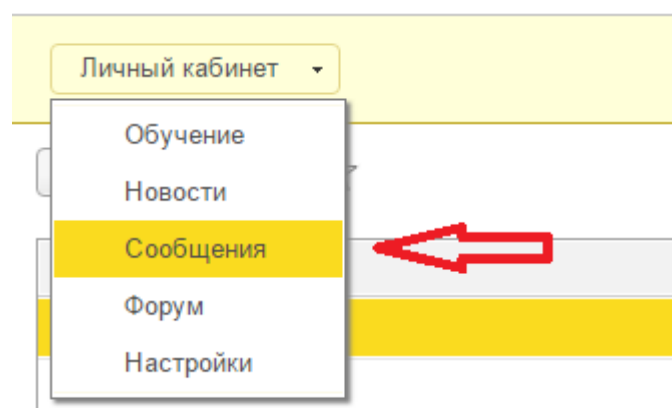 Личный кабинет
Обучение
Новости
Сообщения
Форум
Настройки